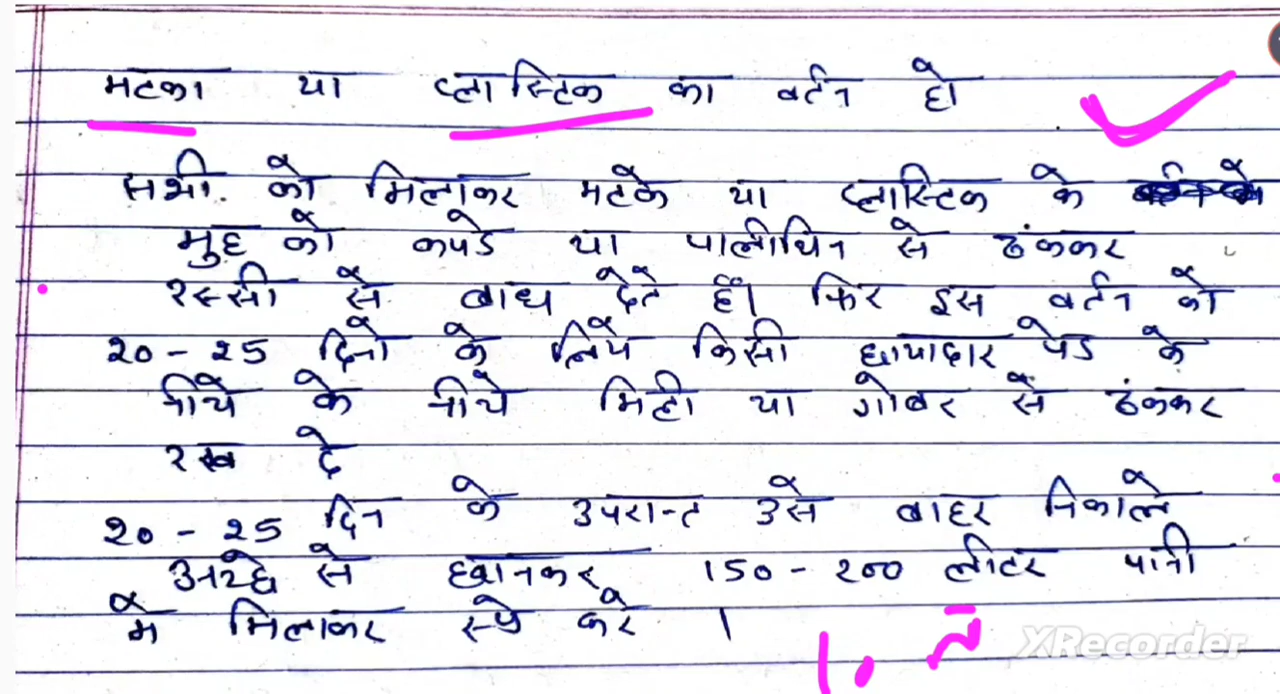 मटका या प्लास्टिक का बर्तन हो
सभी को मिलाकर मटके या प्लास्टिक के
मुह को कपडे या पालीथिन से ढंककर
रस्सी से बाध देते हैं। फिर इस बर्तन को
20-25 दिनो के लिये किसी छायादार पेड के
नीचे के नीचे मिट्टी या गोबर से ढंककर
रख दे
20-25 दिन के उपरान्त उसे बाहर निकाले
अच्छे से छानकर 150-200 लीटर पानी
मे मिलाकर स्प्रे करे ।
XRecorder